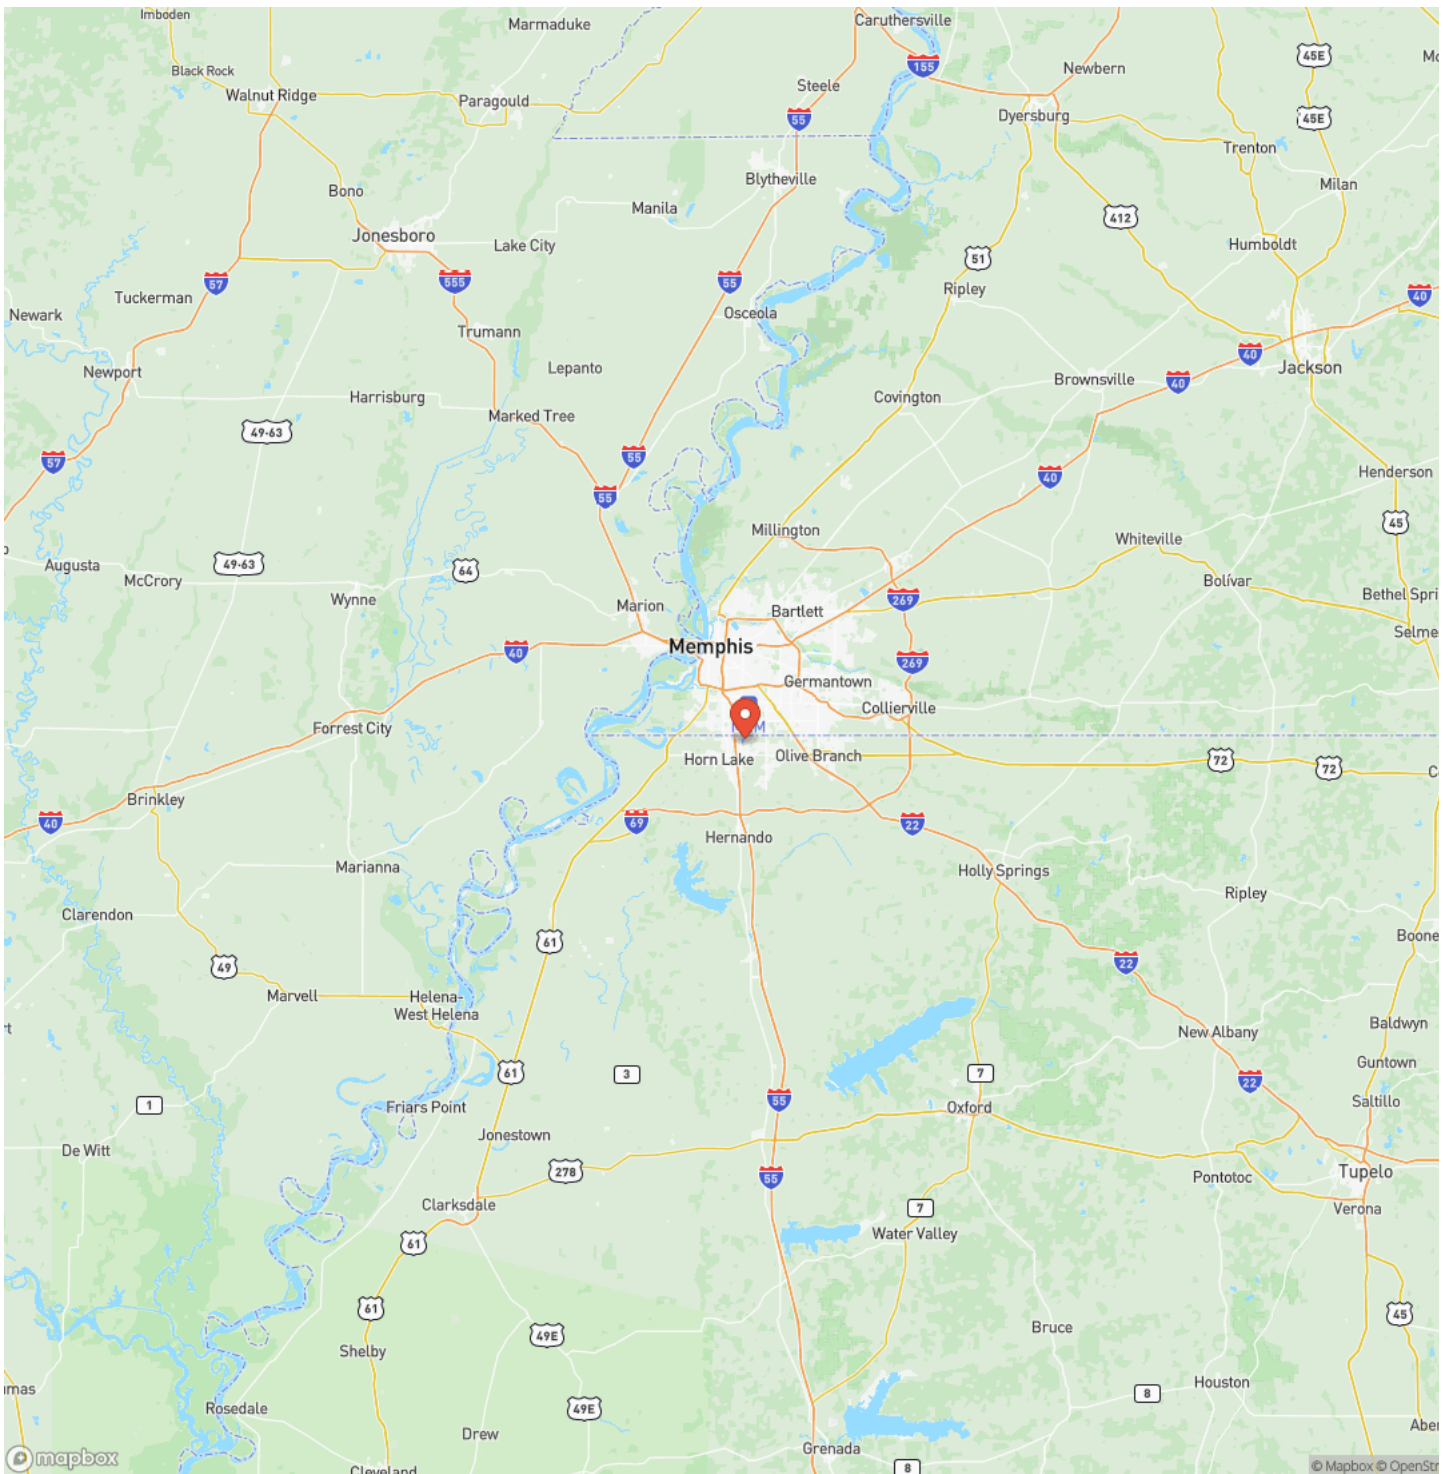 Imboden
Marmaduke
Caruthersville
45E
Black Rock
155
Newbern
Walnut Ridge
Paragould
Steele
Dyersburg
55
45E
Trenton
Blytheville
Milan
Bono
Manila
412
Jonesboro
Lake City
51
Humboldt
57
555
55
Ripley
40
Tuckerman
Newark
Osceola
Trumann
40
Newport
Lepanto
Brownsville
40
Jackson
Harrisburg
Covington
Marked Tree
49-63
57
55
40
Henderson
55
45
Millington
Whiteville
49-63
Augusta
McCrory
64
Bolívar
Wynne
269
Bethel Spri
Marion
Bartlett
Selme
Memphis
40
269
Germantown
Collierville
Forrest City
Horn Lake
Olive Branch
72
72
Brinkley
40
69
22
Hernando
Marianna
Holly Springs
Ripley
Clarendon
Boone
61
49
22
Marvell
Helena-
West Helena
Baldwyn
New Albany
Guntown
61
3
7
22
1
Friars Point
55
Oxford
Saltillo
Jonestown
De Witt
278
55
Pontotoc
Tupelo
Clarksdale
7
Verona
61
Water Valley
61
45
49E
Bruce
Shelby
Houston
mas
8
Rosedale
49E
Aber
Drew
Grenada
mapbox
8
© Mapbox © OpenStr
Cleveland